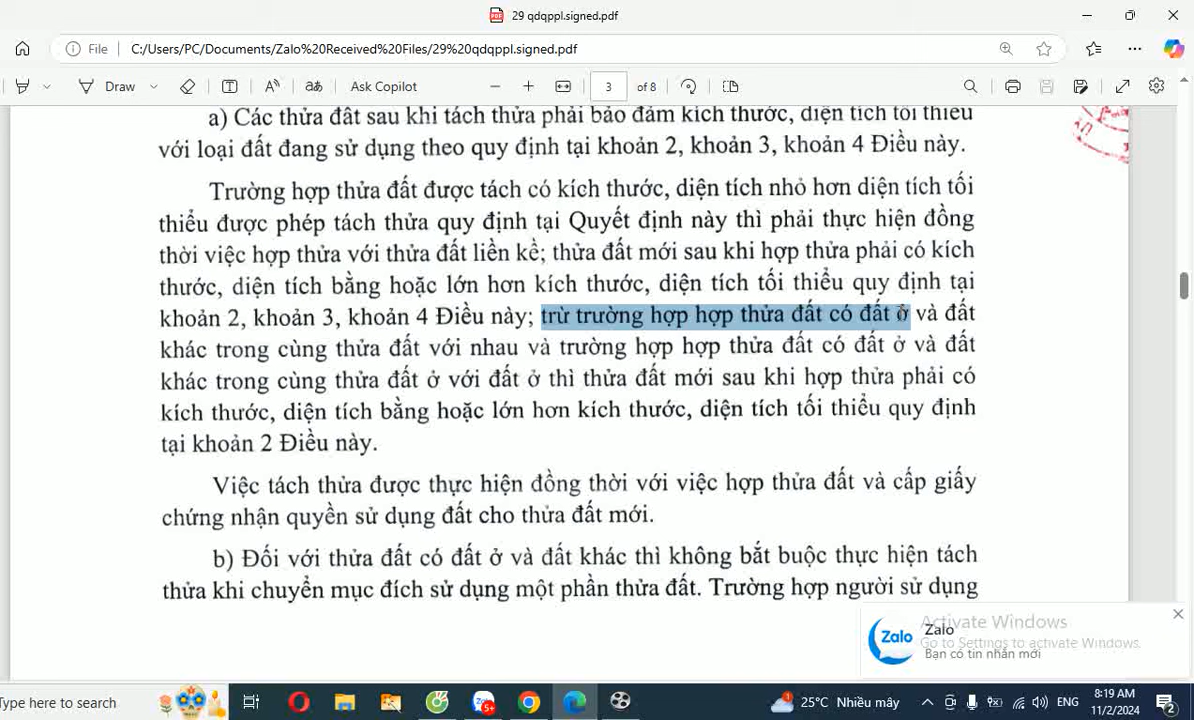 29 qdqppl.signed.pdf
File
C:/Users/PC/Documents/Zalo%20Received%20Files/29%20qdqppl.signed.pdf
Draw
aあ
Ask Copilot
3
of 8
a) Các thửa đất sau khi tách thửa phải bảo đảm kích thước, diện tích tối thiểu
với loại đất đang sử dụng theo quy định tại khoản 2, khoản 3, khoản 4 Điều này.
Trường hợp thửa đất được tách có kích thước, diện tích nhỏ hơn diện tích tối
thiểu được phép tách thửa quy định tại Quyết định này thì phải thực hiện đồng
thời việc hợp thửa với thửa đất liền kề; thửa đất mới sau khi hợp thửa phải có kích
thước, diện tích bằng hoặc lớn hơn kích thước, diện tích tối thiểu quy định tại
khoản 2, khoản 3, khoản 4 Điều này; trừ trường hợp hợp thửa đất có đất ở và đất
khác trong cùng thửa đất với nhau và trường hợp hợp thửa đất có đất ở và đất
khác trong cùng thửa đất ở với đất ở thì thửa đất mới sau khi hợp thửa phải có
kích thước, diện tích bằng hoặc lớn hơn kích thước, diện tích tối thiểu quy định
tại khoản 2 Điều này.
Việc tách thửa được thực hiện đồng thời với việc hợp thửa đất và cấp giấy
chứng nhận quyền sử dụng đất cho thửa đất mới.
b) Đối với thửa đất có đất ở và đất khác thì không bắt buộc thực hiện tách
thửa khi chuyển mục đích sử dụng một phần thửa đất. Trường hợp người sử dụng
Activate Windows
Go to Settings to activate Windows.
Zalo
Zalo
Bạn có tin nhắn mới
Type here to search
5+
25°C Nhiều mây
ENG
8:19 AM
11/2/2024
2